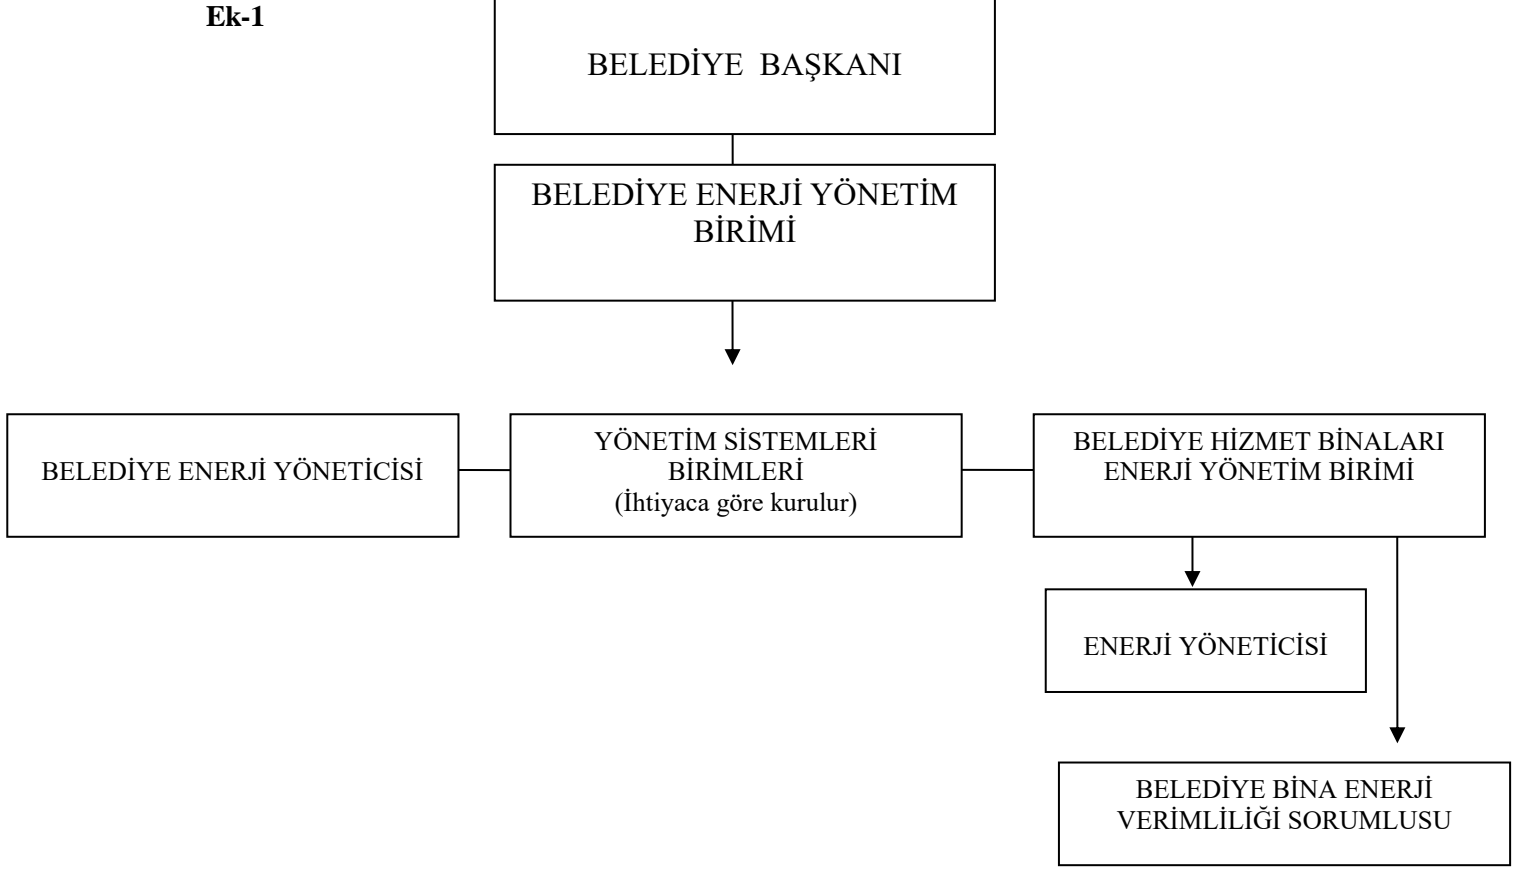 Ek-1
BELEDİYE BAŞKANI
BELEDİYE ENERJİ YÖNETİM
BİRİMİ
BELEDİYE ENERJİ YÖNETİCİSİ
YÖNETİM SİSTEMLERİ
BİRİMLERİ
(İhtiyaca göre kurulur)
BELEDİYE HİZMET BİNALARI
ENERJİ YÖNETİM BİRİMİ
ENERJİ YÖNETİCİSİ
BELEDİYE BİNA ENERJİ
VERİMLİLİĞİ SORUMLUSU